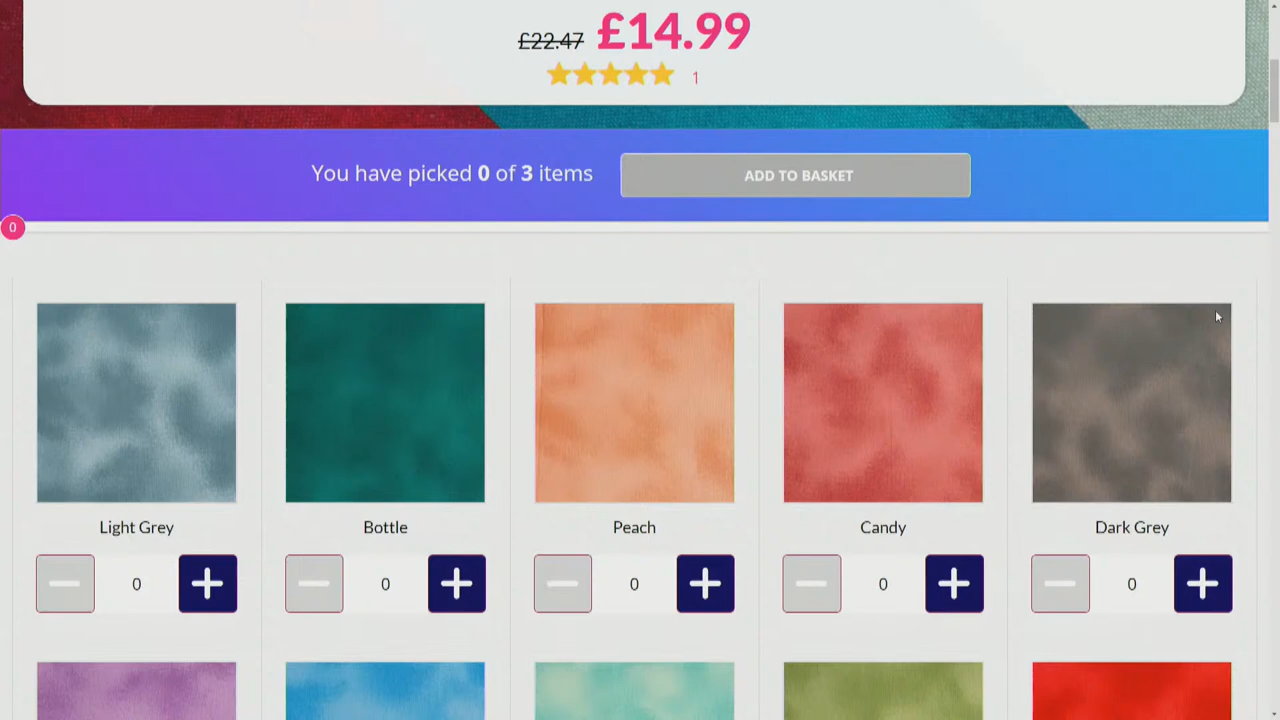 £22.47 £14.99
1
You have picked 0 of 3 items
ADD TO BASKET
0
Light Grey
Bottle
Peach
Candy
Dark Grey
0
0
0
0
0